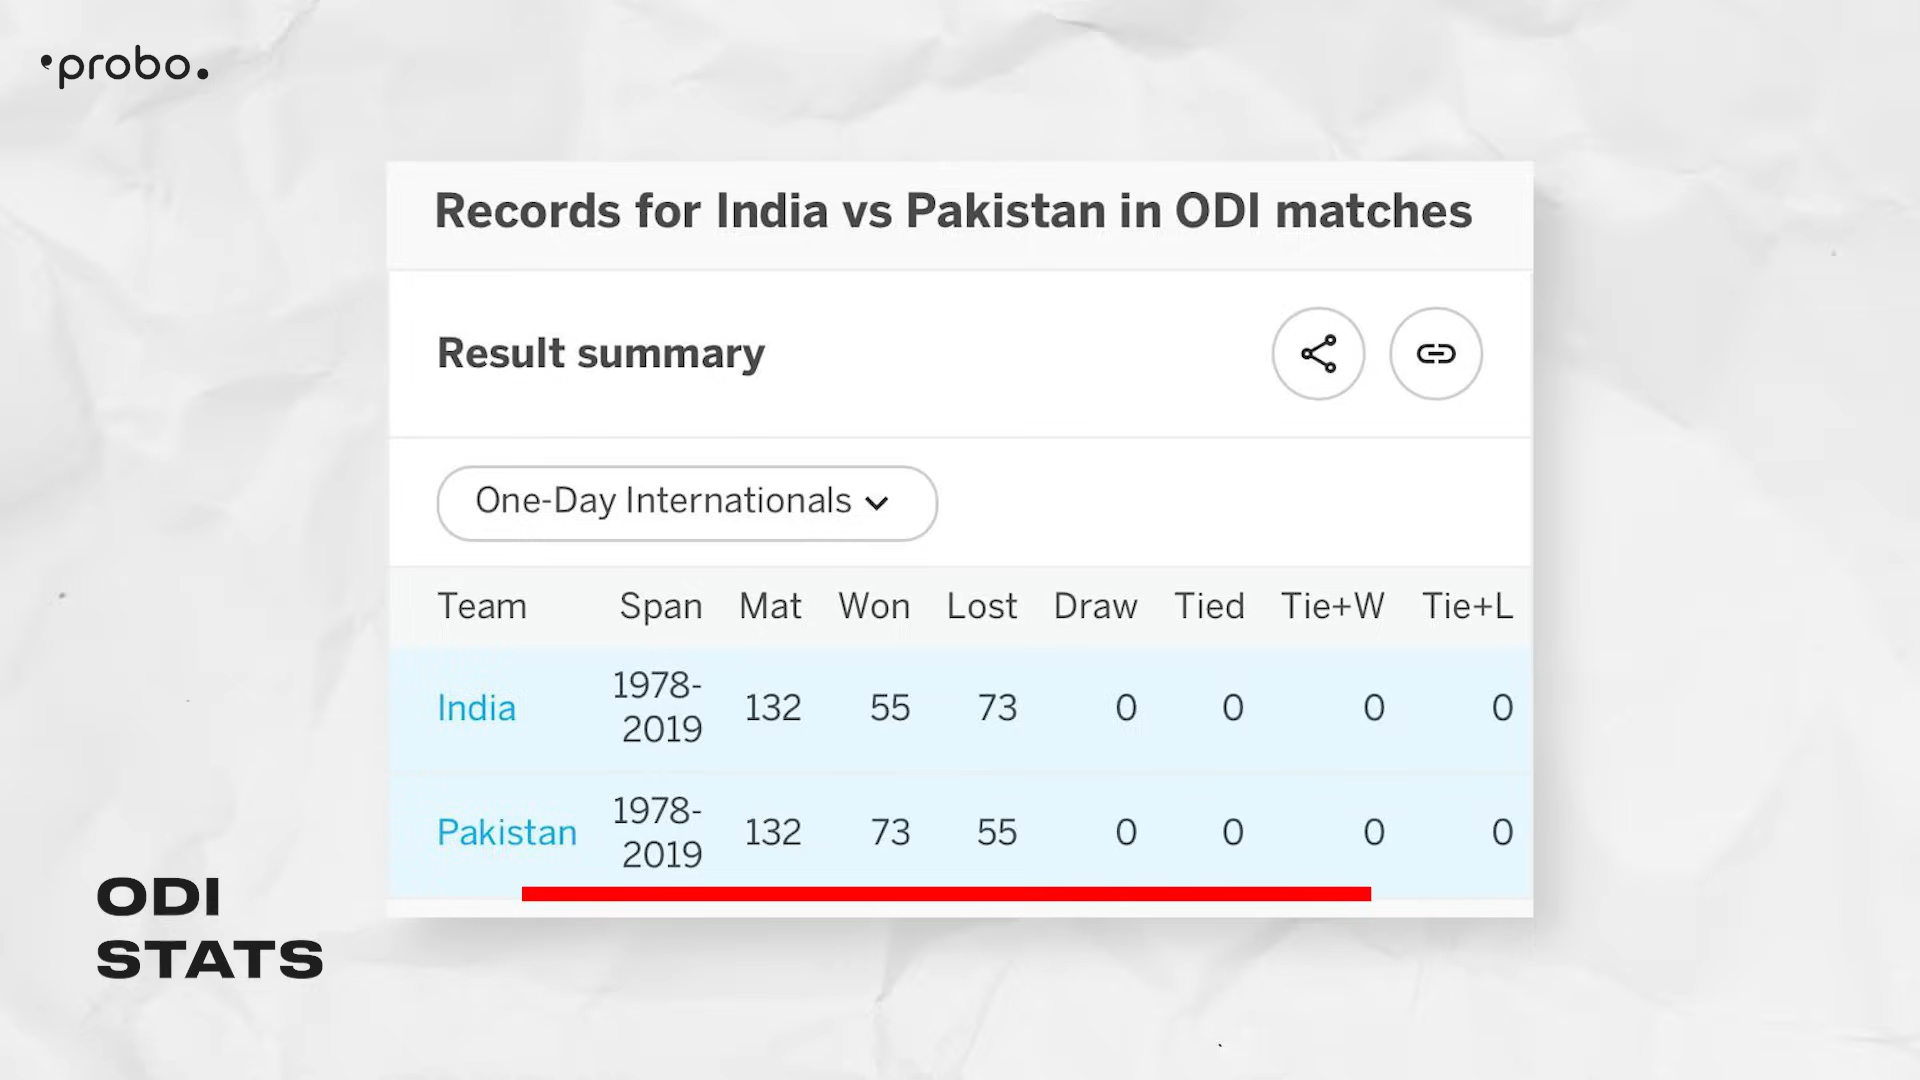 probo.
Records for India vs Pakistan in ODI matches
Result summary
One-Day Internationals
Team Span Mat Won Lost Draw Tied Tie+W Tie+L
India 1978-2019 132 55 73 0 0 0 0
Pakistan 1978-2019 132 73 55 0 0 0 0
ODI
STATS